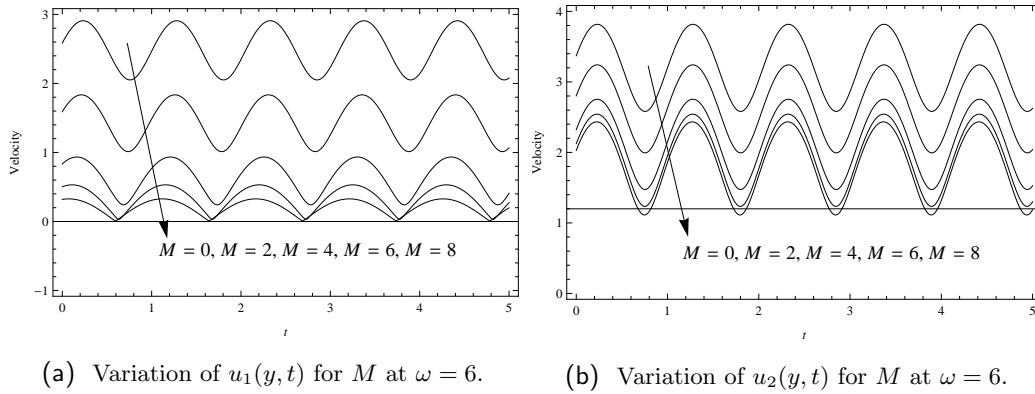 3
2
1
0
−1
Velocity
0
1
2
3
4
5
t
M = 0, M = 2, M = 4, M = 6, M = 8
(a) Variation of u₁(y, t) for M at ω = 6.
4
3
2
1
0
Velocity
0
1
2
3
4
5
t
M = 0, M = 2, M = 4, M = 6, M = 8
(b) Variation of u₂(y, t) for M at ω = 6.